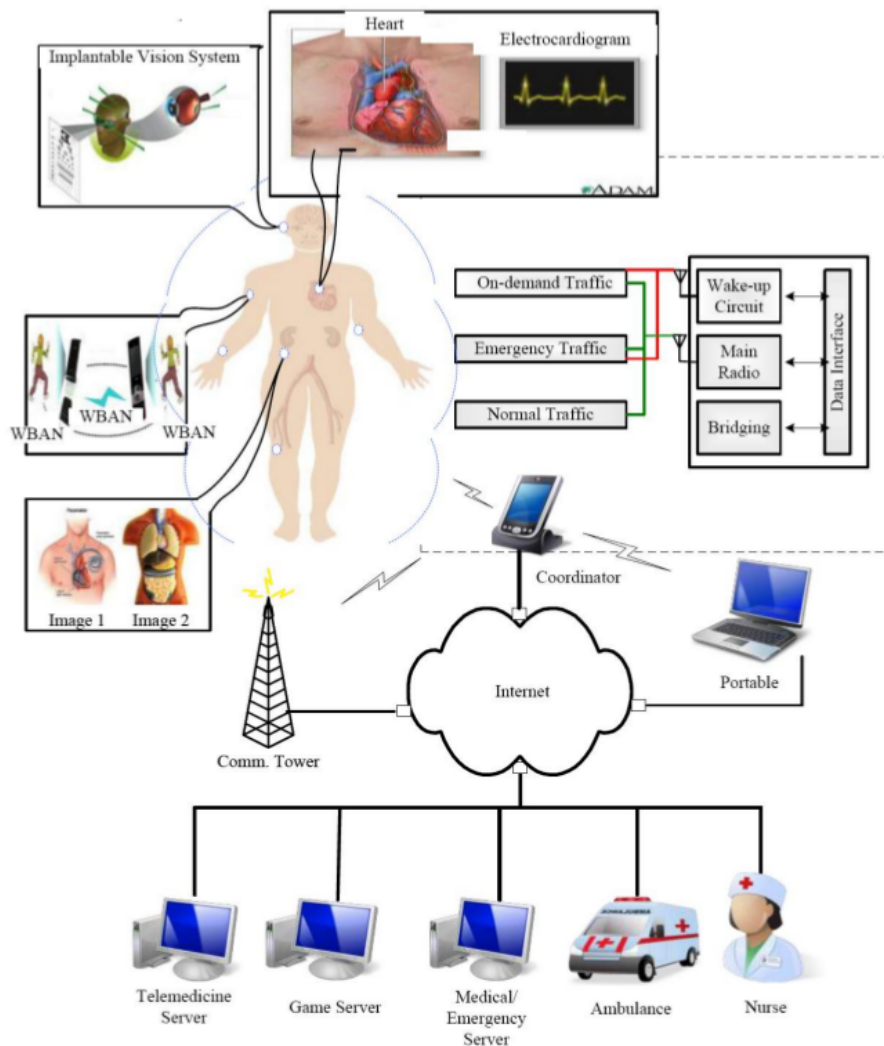 Heart
Electrocardiogram
Implantable Vision System
ADAM
On-demand Traffic
Wake-up
Circuit
Emergency Traffic
Main
Radio
Data Interface
Normal Traffic
Bridging
WBAN
WBAN
WBAN
Image 1
Image 2
Coordinator
Internet
Portable
Comm. Tower
Telemedicine
Server
Game Server
Medical/
Emergency
Server
Ambulance
Nurse